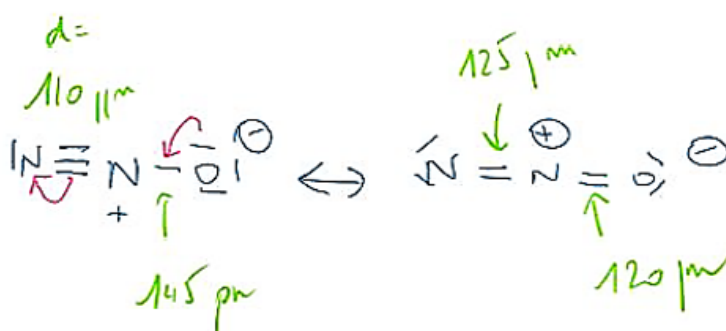 d=
110 pm
125 pm
|N≡N–O|⊖ ↔ N=N=O ⊖
+
⊕
145 pm
120 pm